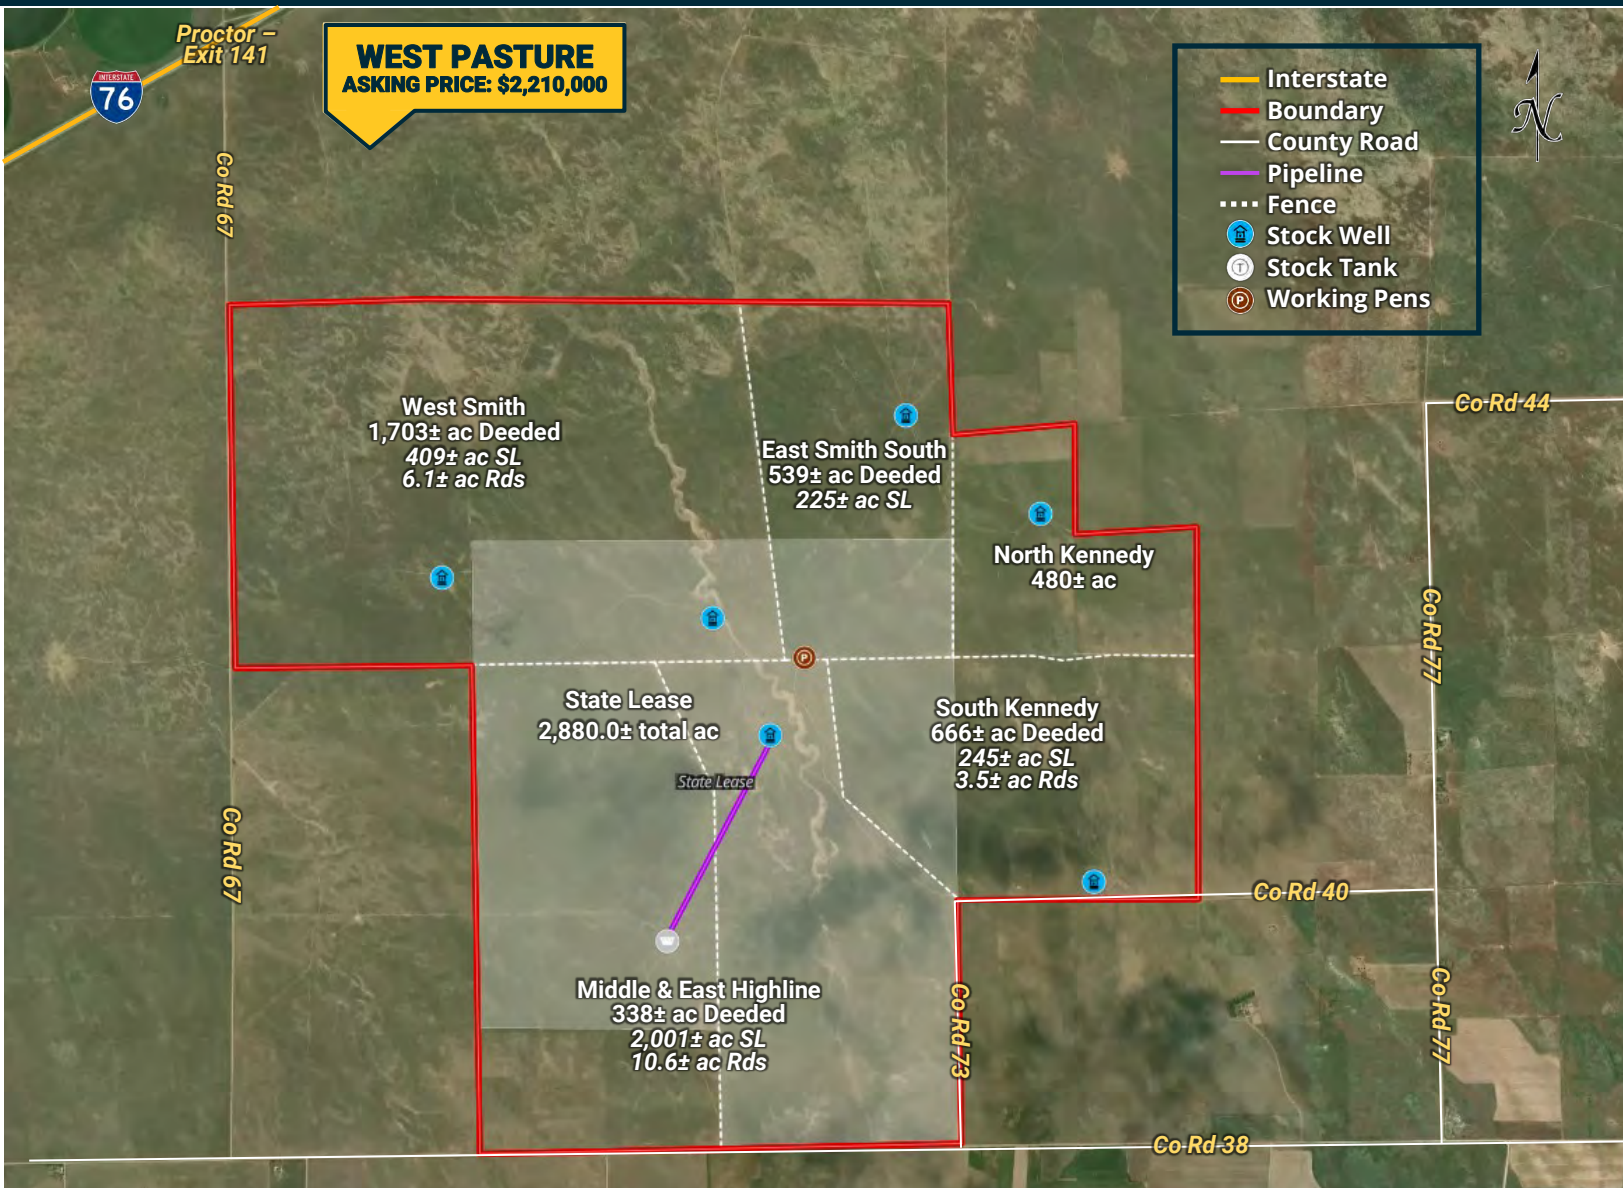 Proctor –
Exit 141
INTERSTATE
76
WEST PASTURE
ASKING PRICE: $2,210,000
Interstate
Boundary
County Road
Pipeline
Fence
Stock Well
T
Stock Tank
P
Working Pens
N
Co Rd 67
Co Rd 44
West Smith
1,703± ac Deeded
409± ac SL
6.1± ac Rds
East Smith South
539± ac Deeded
225± ac SL
North Kennedy
480± ac
Co Rd 77
P
State Lease
2,880.0± total ac
State Lease
South Kennedy
666± ac Deeded
245± ac SL
3.5± ac Rds
Co Rd 67
Co Rd 40
Middle & East Highline
338± ac Deeded
2,001± ac SL
10.6± ac Rds
Co Rd 73
Co Rd 77
Co Rd 38